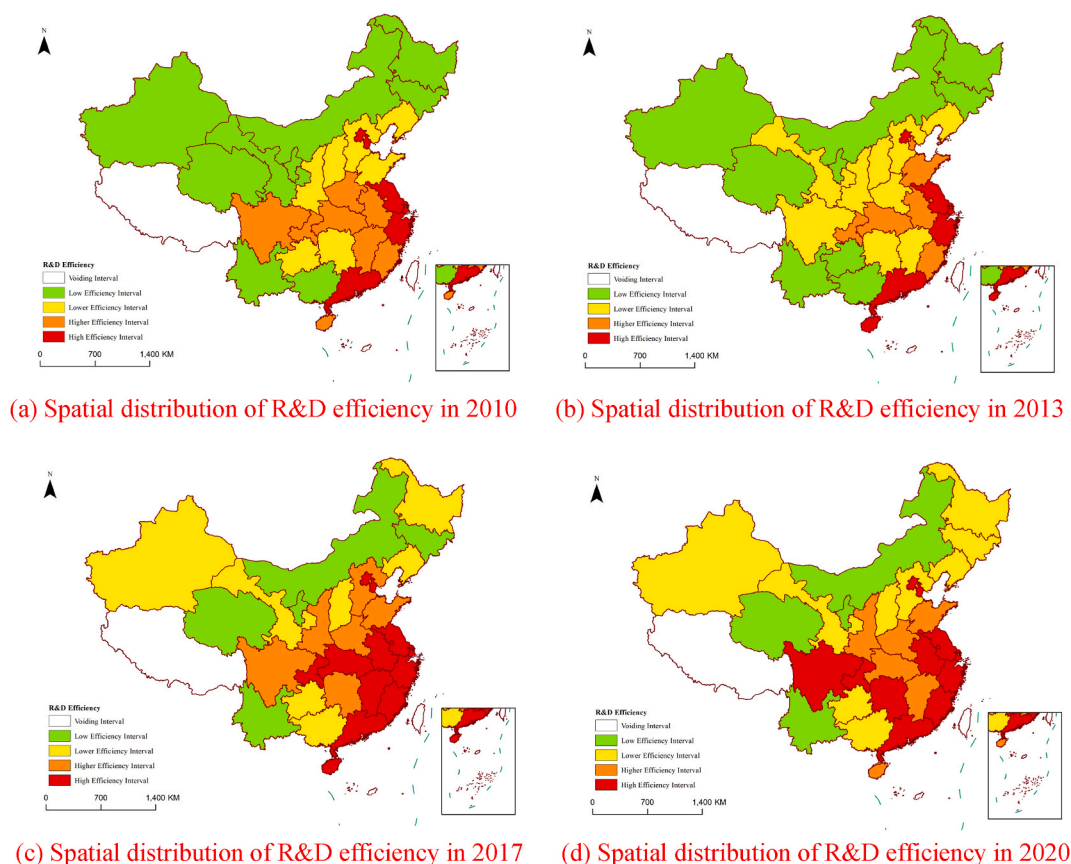 N
R&D Efficiency
Voiding Interval
Low Efficiency Interval
Lower Efficiency Interval
Higher Efficiency Interval
High Efficiency Interval
0 700 1,400 KM
(a) Spatial distribution of R&D efficiency in 2010
N
R&D Efficiency
Voiding Interval
Low Efficiency Interval
Lower Efficiency Interval
Higher Efficiency Interval
High Efficiency Interval
0 700 1,400 KM
(b) Spatial distribution of R&D efficiency in 2013
N
R&D Efficiency
Voiding Interval
Low Efficiency Interval
Lower Efficiency Interval
Higher Efficiency Interval
High Efficiency Interval
0 700 1,400 KM
(c) Spatial distribution of R&D efficiency in 2017
N
R&D Efficiency
Voiding Interval
Low Efficiency Interval
Lower Efficiency Interval
Higher Efficiency Interval
High Efficiency Interval
0 700 1,400 KM
(d) Spatial distribution of R&D efficiency in 2020